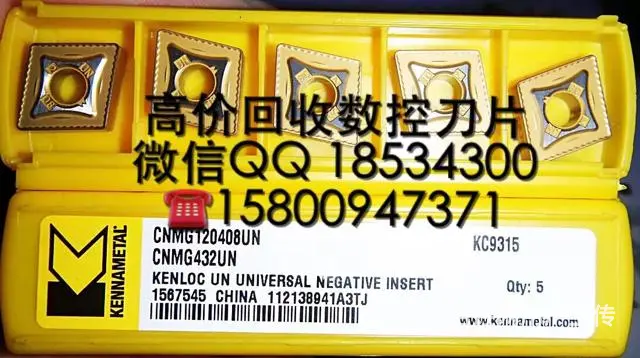 高价回收数控刀片
微信QQ 18534300
☎15800947371
KENNAMETAL
CNMG120408UN
KC9315
CNMG432UN
KENLOC UN UNIVERSAL NEGATIVE INSERT
1567545 CHINA 112138941A3TJ
Qty: 5
www.kennametal.com
传